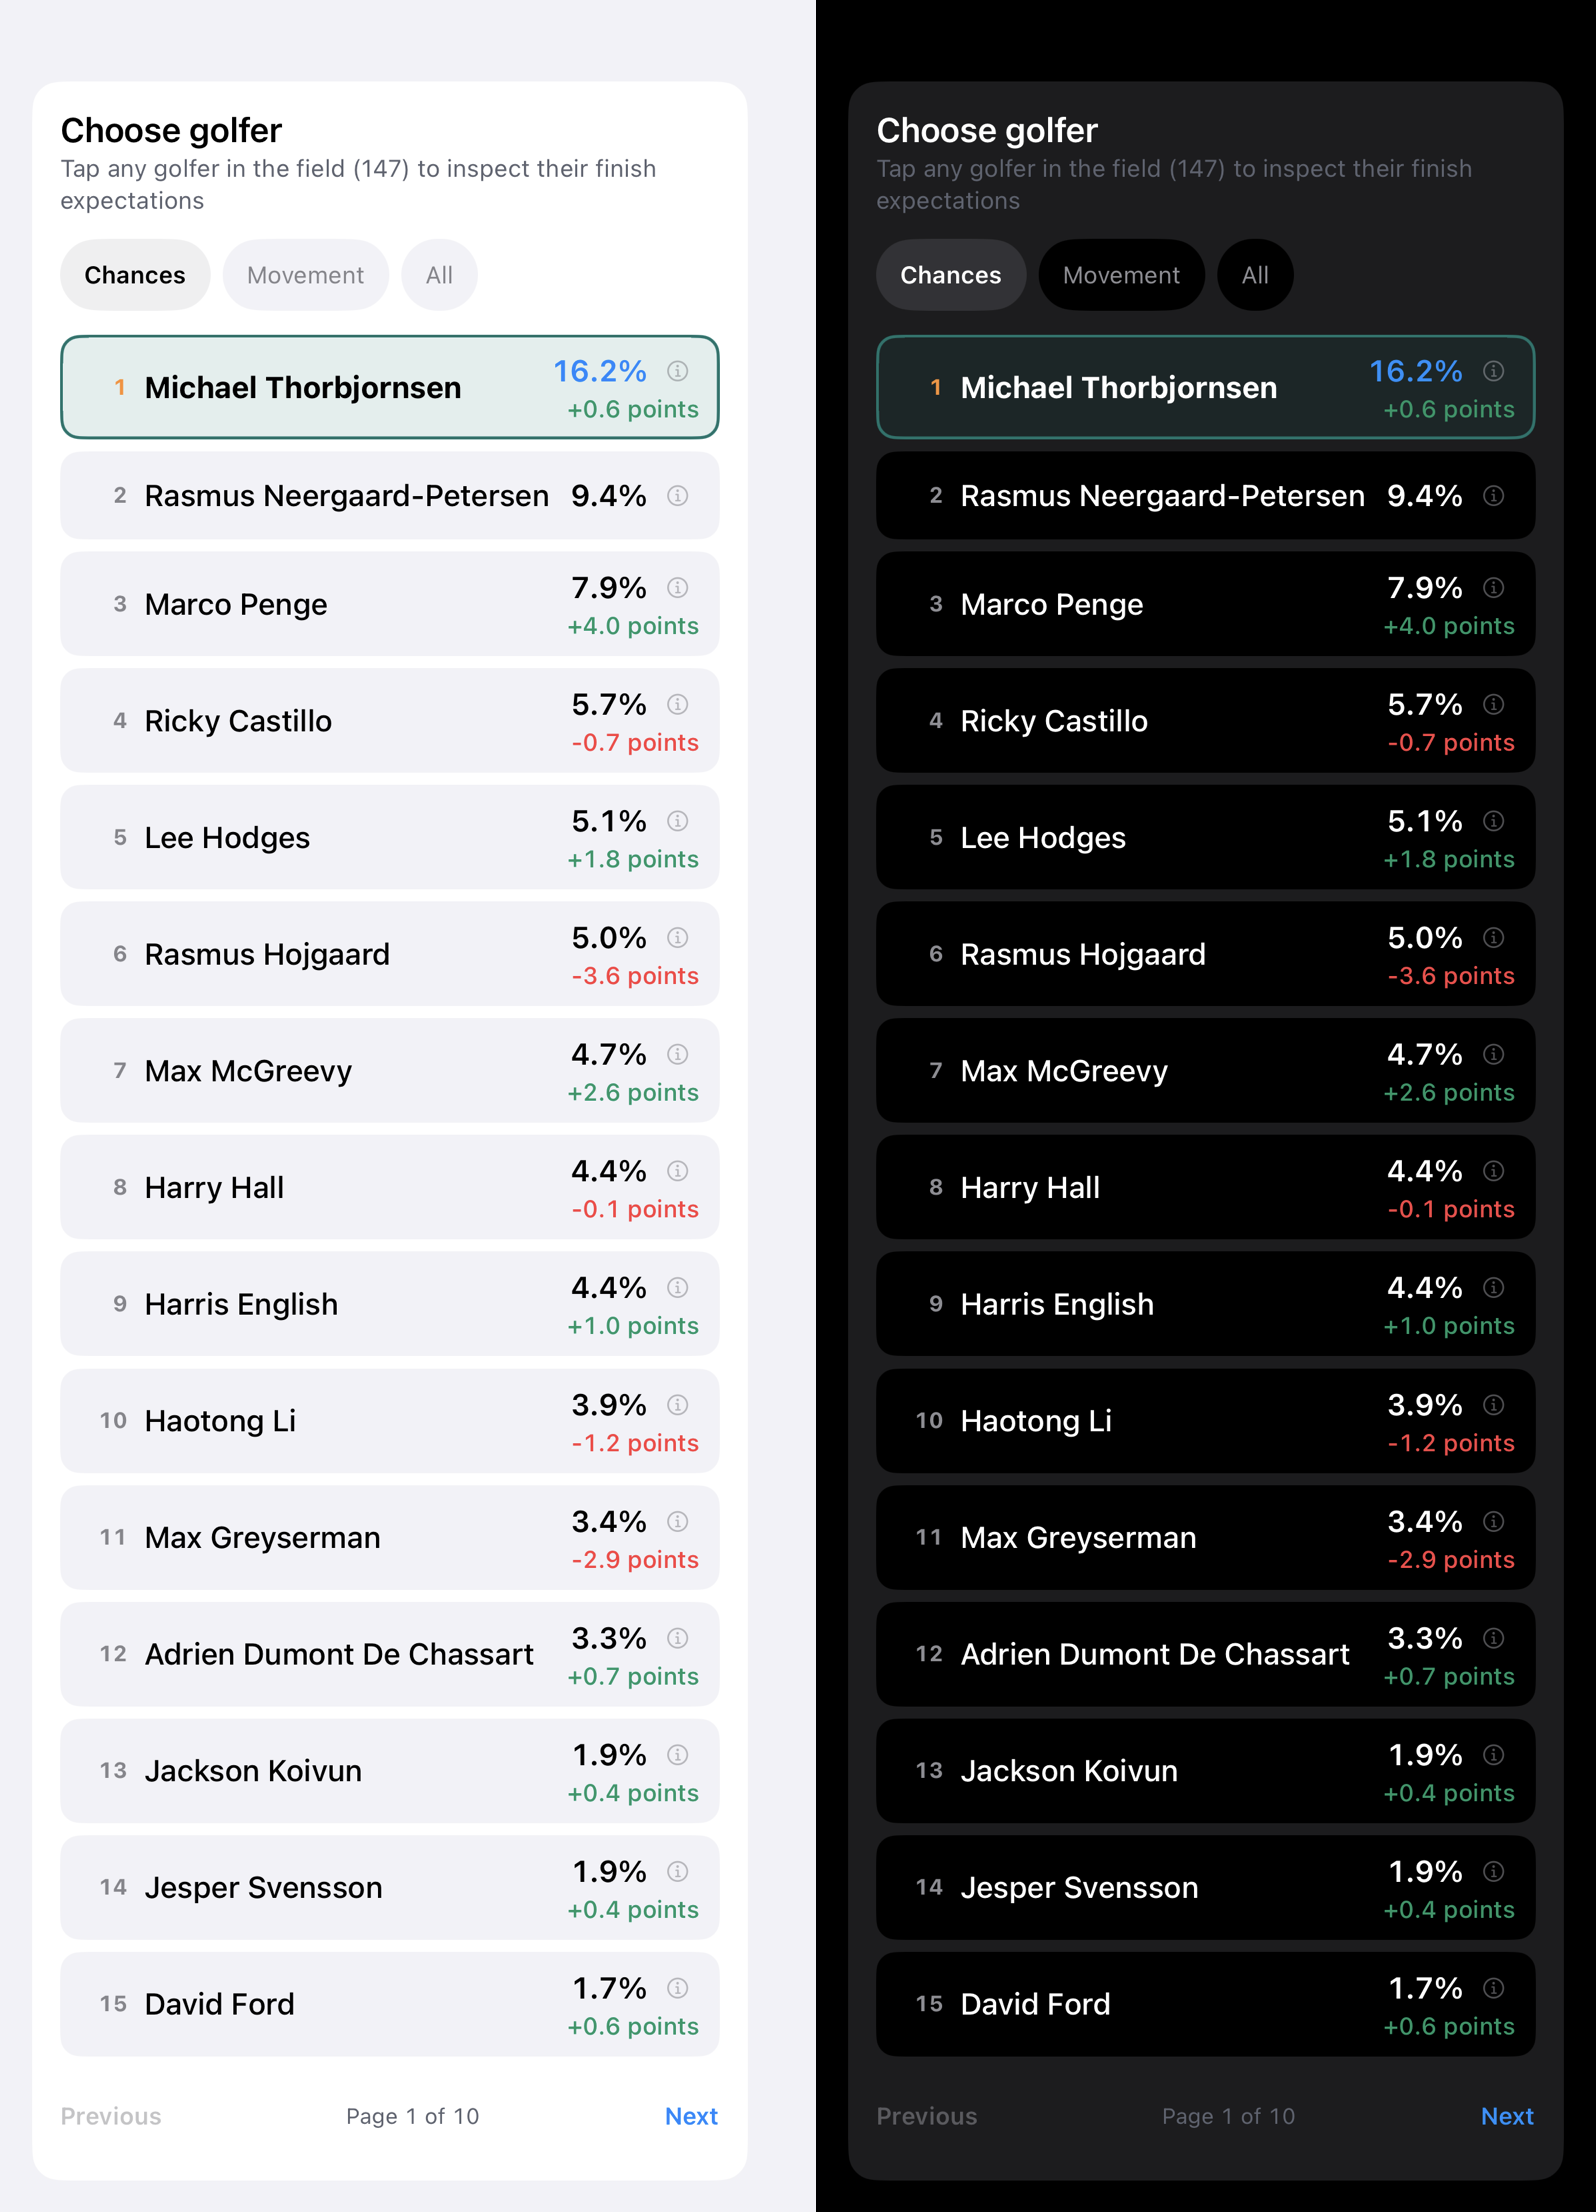 Choose golfer
Tap any golfer in the field (147) to inspect their finish
expectations
Chances Movement All
1 Michael Thorbjornsen 16.2%
+0.6 points
2 Rasmus Neergaard-Petersen 9.4%
3 Marco Penge 7.9%
+4.0 points
4 Ricky Castillo 5.7%
-0.7 points
5 Lee Hodges 5.1%
+1.8 points
6 Rasmus Hojgaard 5.0%
-3.6 points
7 Max McGreevy 4.7%
+2.6 points
8 Harry Hall 4.4%
-0.1 points
9 Harris English 4.4%
+1.0 points
10 Haotong Li 3.9%
-1.2 points
11 Max Greyserman 3.4%
-2.9 points
12 Adrien Dumont De Chassart 3.3%
+0.7 points
13 Jackson Koivun 1.9%
+0.4 points
14 Jesper Svensson 1.9%
+0.4 points
15 David Ford 1.7%
+0.6 points
Previous Page 1 of 10 Next
Choose golfer
Tap any golfer in the field (147) to inspect their finish
expectations
Chances Movement All
1 Michael Thorbjornsen 16.2%
+0.6 points
2 Rasmus Neergaard-Petersen 9.4%
3 Marco Penge 7.9%
+4.0 points
4 Ricky Castillo 5.7%
-0.7 points
5 Lee Hodges 5.1%
+1.8 points
6 Rasmus Hojgaard 5.0%
-3.6 points
7 Max McGreevy 4.7%
+2.6 points
8 Harry Hall 4.4%
-0.1 points
9 Harris English 4.4%
+1.0 points
10 Haotong Li 3.9%
-1.2 points
11 Max Greyserman 3.4%
-2.9 points
12 Adrien Dumont De Chassart 3.3%
+0.7 points
13 Jackson Koivun 1.9%
+0.4 points
14 Jesper Svensson 1.9%
+0.4 points
15 David Ford 1.7%
+0.6 points
Previous Page 1 of 10 Next